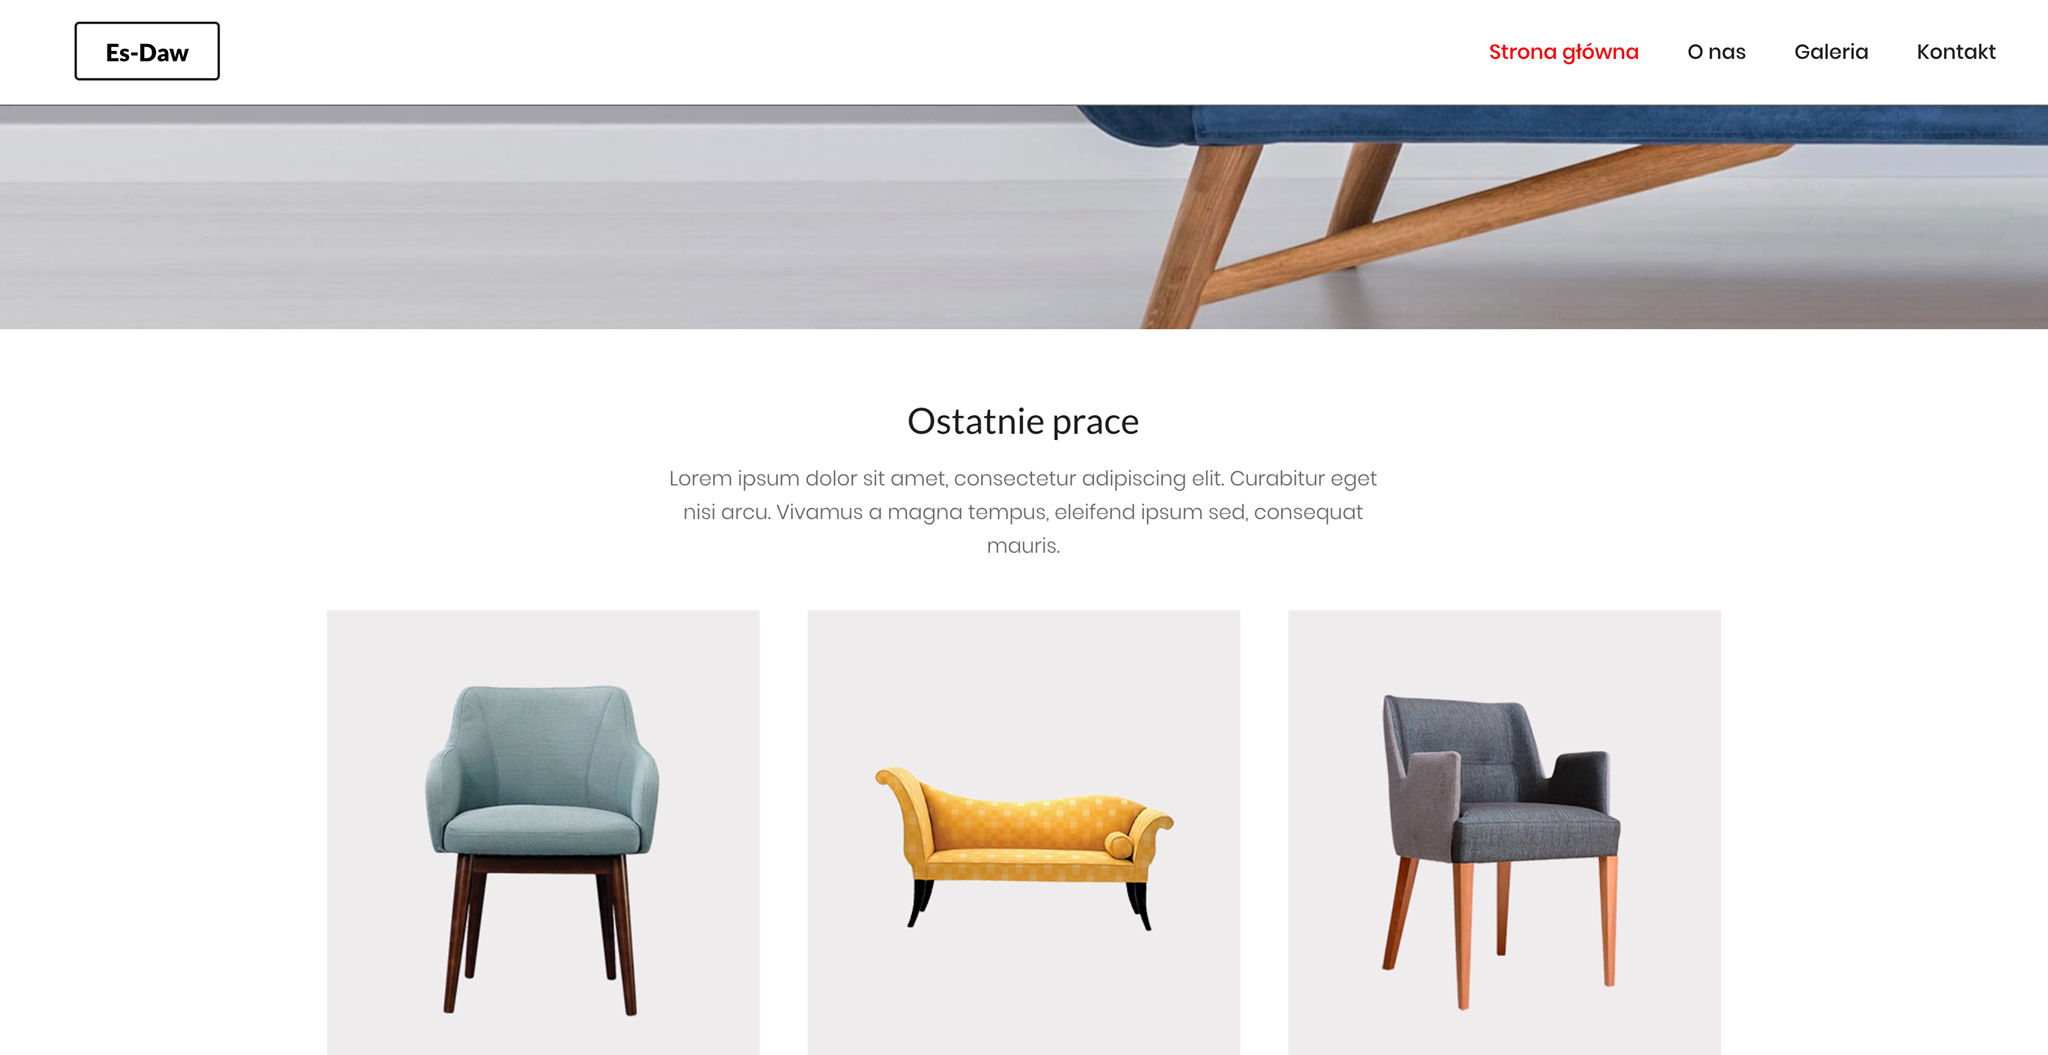 Es-Daw
Strona główna
O nas
Galeria
Kontakt
Ostatnie prace
Lorem ipsum dolor sit amet, consectetur adipiscing elit. Curabitur eget
nisi arcu. Vivamus a magna tempus, eleifend ipsum sed, consequat
mauris.